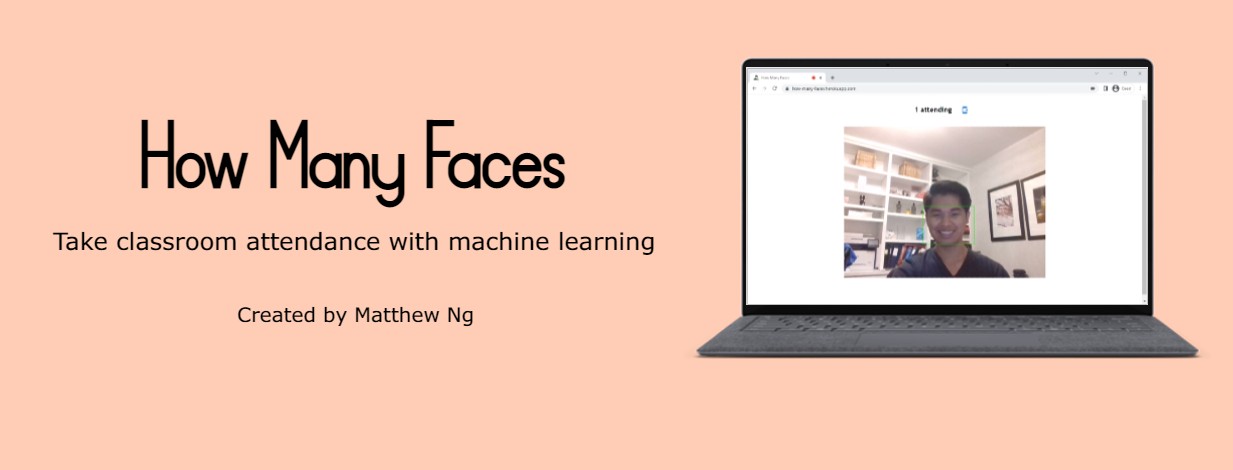 How Many Faces
Take classroom attendance with machine learning
Created by Matthew Ng
How Many Faces
how-many-faces.herokuapp.com
1 attending